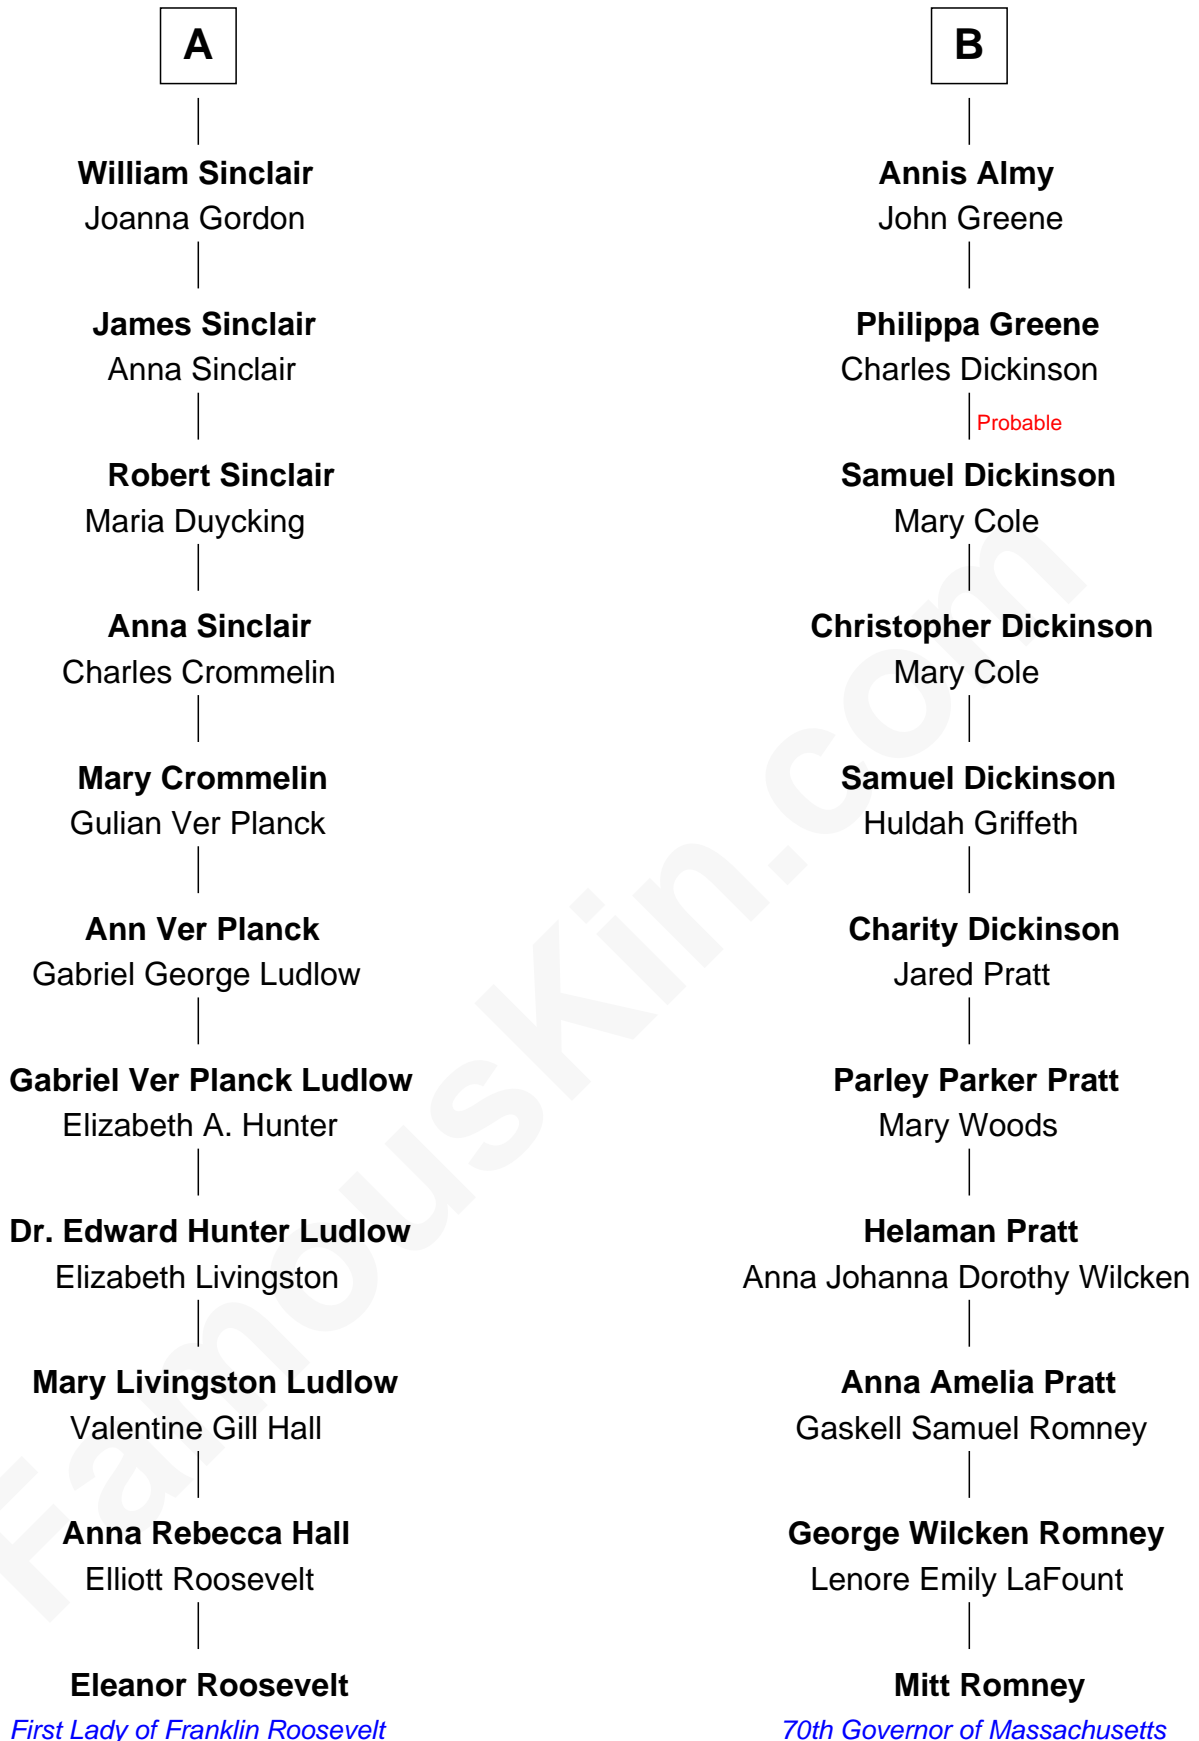 A
William Sinclair
Joanna Gordon
James Sinclair
Anna Sinclair
Robert Sinclair
Maria Duycking
Anna Sinclair
Charles Crommelin
Mary Crommelin
Gulian Ver Planck
Ann Ver Planck
Gabriel George Ludlow
Gabriel Ver Planck Ludlow
Elizabeth A. Hunter
Dr. Edward Hunter Ludlow
Elizabeth Livingston
Mary Livingston Ludlow
Valentine Gill Hall
Anna Rebecca Hall
Elliott Roosevelt
Eleanor Roosevelt
First Lady of Franklin Roosevelt
B
Annis Almy
John Greene
Philippa Greene
Charles Dickinson
Probable
Samuel Dickinson
Mary Cole
Christopher Dickinson
Mary Cole
Samuel Dickinson
Huldah Griffeth
Charity Dickinson
Jared Pratt
Parley Parker Pratt
Mary Woods
Helaman Pratt
Anna Johanna Dorothy Wilcken
Anna Amelia Pratt
Gaskell Samuel Romney
George Wilcken Romney
Lenore Emily LaFount
Mitt Romney
70th Governor of Massachusetts
FamousKin.com